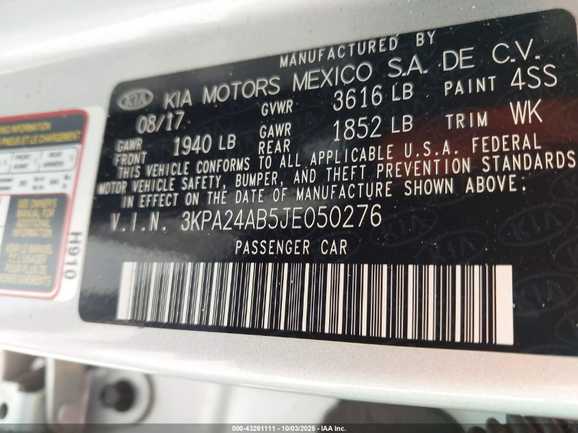 MANUFACTURED BY
KIA KIA MOTORS MEXICO S.A. DE C.V.
08/17 GVWR 3616 LB PAINT 4SS
GAWR FRONT 1940 LB GAWR REAR 1852 LB TRIM WK
THIS VEHICLE CONFORMS TO ALL APPLICABLE U.S.A. FEDERAL
MOTOR VEHICLE SAFETY, BUMPER, AND THEFT PREVENTION STANDARDS
IN EFFECT ON THE DATE OF MANUFACTURE SHOWN ABOVE:
V.I.N. 3KPA24AB5JE050276
PASSENGER CAR
H910
000-43261111 - 10/03/2025 - IAA Inc.